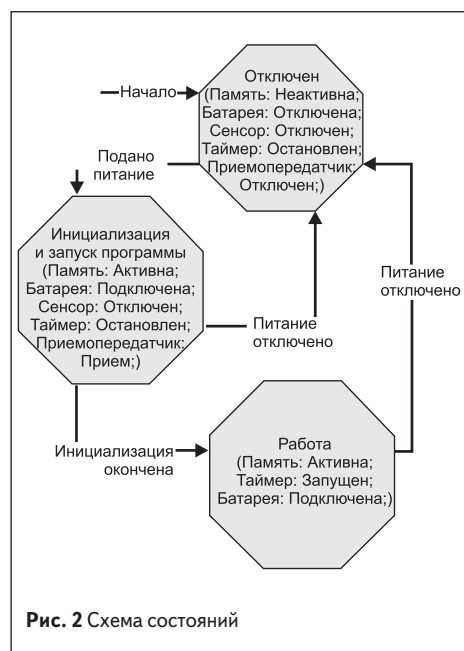 Отключен
(Память: Неактивна;
Батарея: Отключена;
Сенсор: Отключен;
Таймер: Остановлен;
Приемопередатчик:
Отключен;)
Начало
Подано
питание
Инициализация
и запуск программы
(Память: Активна;
Батарея: Подключена;
Сенсор: Отключен;
Таймер: Остановлен;
Приемопередатчик:
Прием;)
Питание
отключено
Питание
отключено
Инициализация
окончена
Работа
(Память: Активна;
Таймер: Запущен;
Батарея: Подключена;)
Рис. 2 Схема состояний